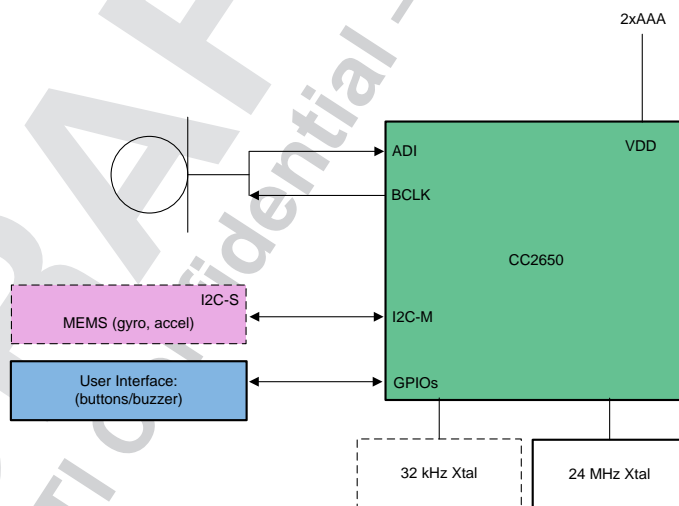 2xAAA
ADI
VDD
BCLK
CC2650
I2C-S
MEMS (gyro, accel)
I2C-M
User Interface:
(buttons/buzzer)
GPIOs
32 kHz Xtal
24 MHz Xtal